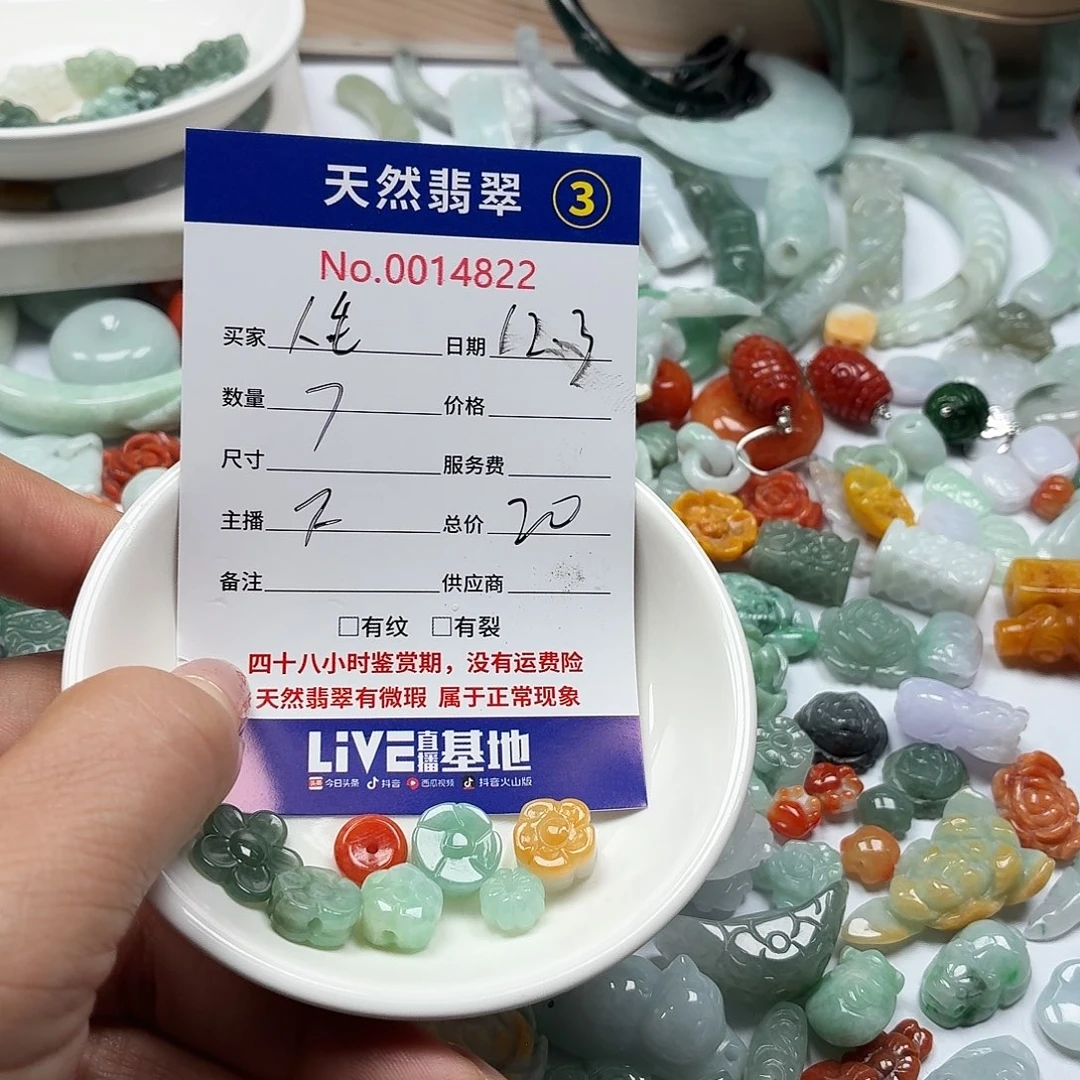 天然翡翠 ③
No.0014822
买家 人生 日期 12.3
数量 7 价格
尺寸 服务费
主播 总价 20
备注 供应商
□有纹 □有裂
四十八小时鉴赏期，没有运费险
天然翡翠有微瑕 属于正常现象
LiVE直播基地
今日头条 抖音 西瓜视频 抖音火山版